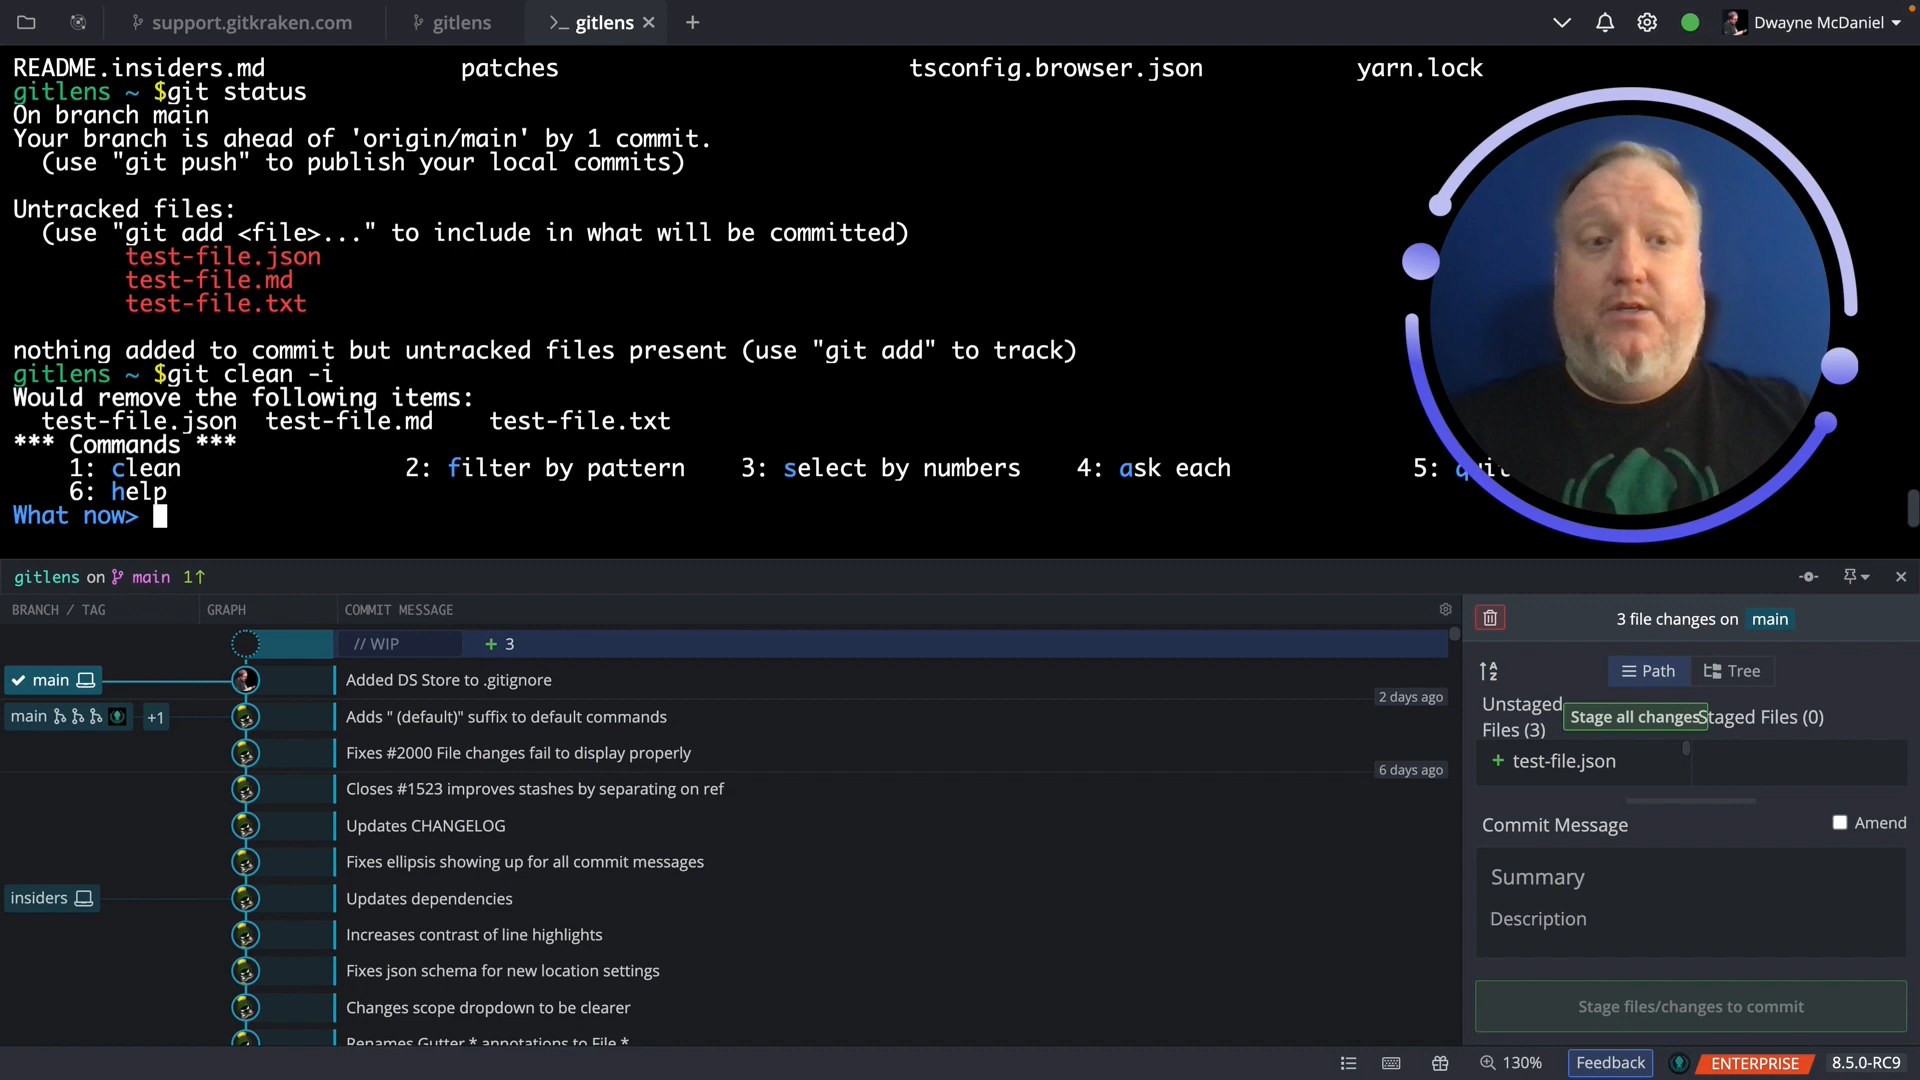 support.gitkraken.com gitlens >_ gitlens Dwayne McDaniel
README.insiders.md patches tsconfig.browser.json yarn.lock
gitlens ~ $git status
On branch main
Your branch is ahead of 'origin/main' by 1 commit.
(use "git push" to publish your local commits)
Untracked files:
(use "git add <file>..." to include in what will be committed)
test-file.json
test-file.md
test-file.txt
nothing added to commit but untracked files present (use "git add" to track)
gitlens ~ $git clean -i
Would remove the following items:
test-file.json test-file.md test-file.txt
*** Commands ***
1: clean 2: filter by pattern 3: select by numbers 4: ask each 5: quit
6: help
What now>
gitlens on main 1↑
BRANCH / TAG GRAPH COMMIT MESSAGE
3 file changes on main
// WIP + 3
main Added DS Store to .gitignore
Path Tree
2 days ago
main +1 Adds " (default)" suffix to default commands
Unstaged Files (3) Stage all changes Staged Files (0)
Fixes #2000 File changes fail to display properly
+ test-file.json
6 days ago
Closes #1523 improves stashes by separating on ref
Updates CHANGELOG
Commit Message Amend
Fixes ellipsis showing up for all commit messages
Summary
insiders Updates dependencies
Description
Increases contrast of line highlights
Fixes json schema for new location settings
Changes scope dropdown to be clearer
Stage files/changes to commit
Renames Gutter * annotations to File *
130% Feedback ENTERPRISE 8.5.0-RC9